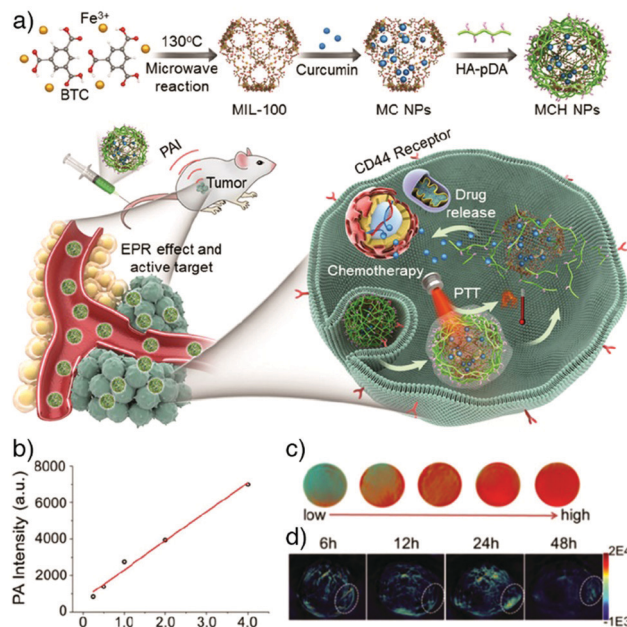 a)
Fe3+
BTC
130°C
Microwave
reaction
MIL-100
Curcumin
MC NPs
HA-pDA
MCH NPs
PAI
Tumor
EPR effect and
active target
CD44 Receptor
Drug
release
Chemotherapy
PTT
b)
PA Intensity (a.u.)
8000
6000
4000
2000
0
1.0
2.0
3.0
4.0
c)
low
high
d)
6h
12h
24h
48h
2E4
-1E3